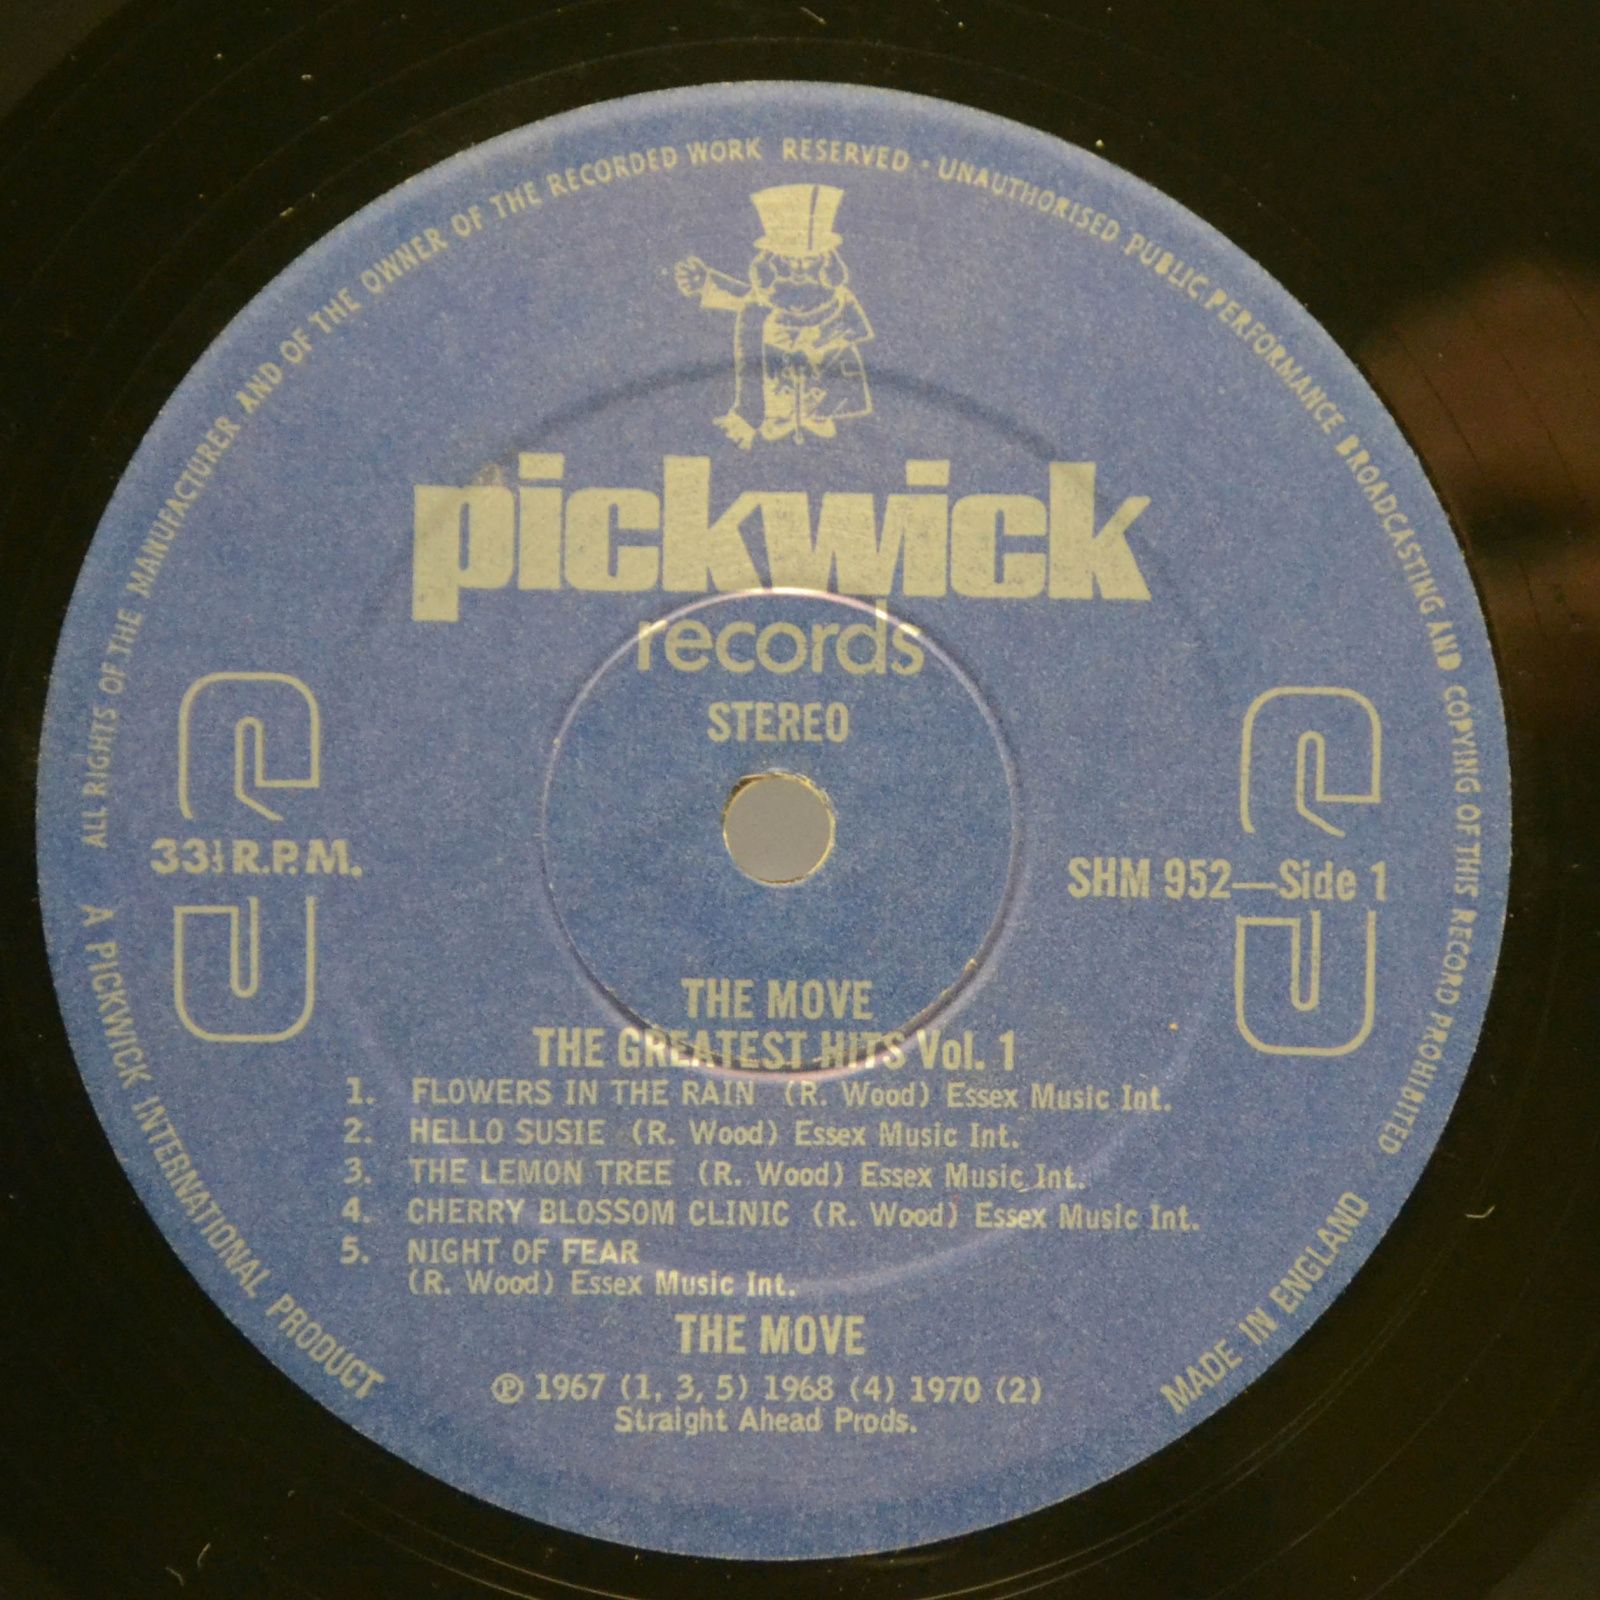 ALL RIGHTS OF THE MANUFACTURER AND OF THE OWNER OF THE RECORDED WORK RESERVED · UNAUTHORISED PUBLIC PERFORMANCE BROADCASTING AND COPYING OF THIS RECORD PROHIBITED
pickwick
records
STEREO
33⅓ R.P.M.
SHM 952—Side 1
THE MOVE
THE GREATEST HITS Vol. 1
1. FLOWERS IN THE RAIN (R. Wood) Essex Music Int.
2. HELLO SUSIE (R. Wood) Essex Music Int.
3. THE LEMON TREE (R. Wood) Essex Music Int.
4. CHERRY BLOSSOM CLINIC (R. Wood) Essex Music Int.
5. NIGHT OF FEAR
(R. Wood) Essex Music Int.
THE MOVE
℗ 1967 (1, 3, 5) 1968 (4) 1970 (2)
Straight Ahead Prods.
A PICKWICK INTERNATIONAL PRODUCT
MADE IN ENGLAND